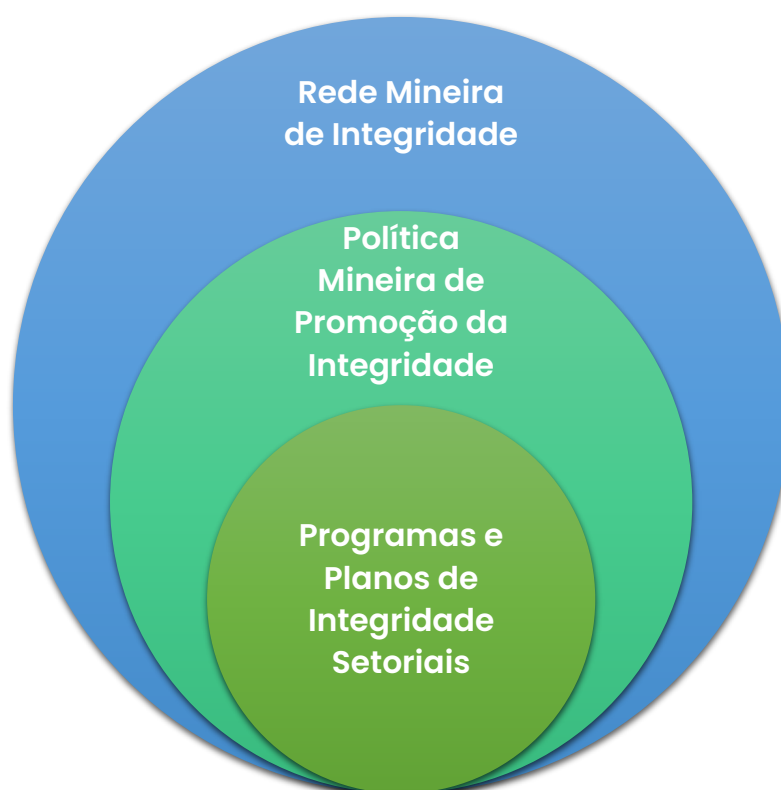 Rede Mineira
de Integridade
Política
Mineira de
Promoção da
Integridade
Programas e
Planos de
Integridade
Setoriais